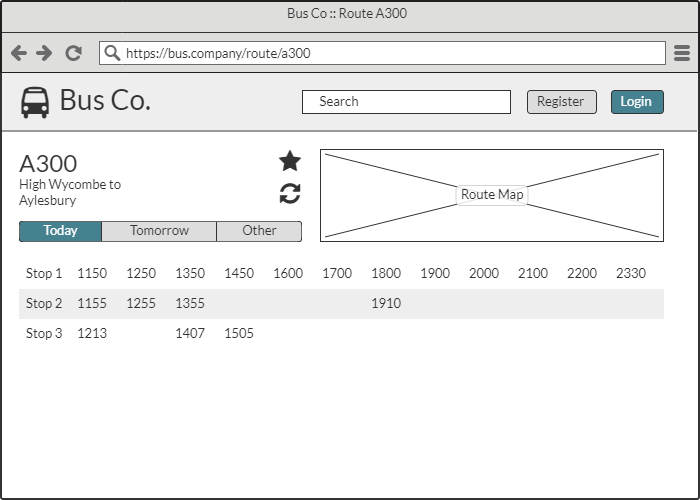 Bus Co :: Route A300
https://bus.company/route/a300
Bus Co.
Search
Register
Login
A300
High Wycombe to
Aylesbury
Route Map
Today Tomorrow Other
Stop 1 1150 1250 1350 1450 1600 1700 1800 1900 2000 2100 2200 2330
Stop 2 1155 1255 1355 1910
Stop 3 1213 1407 1505